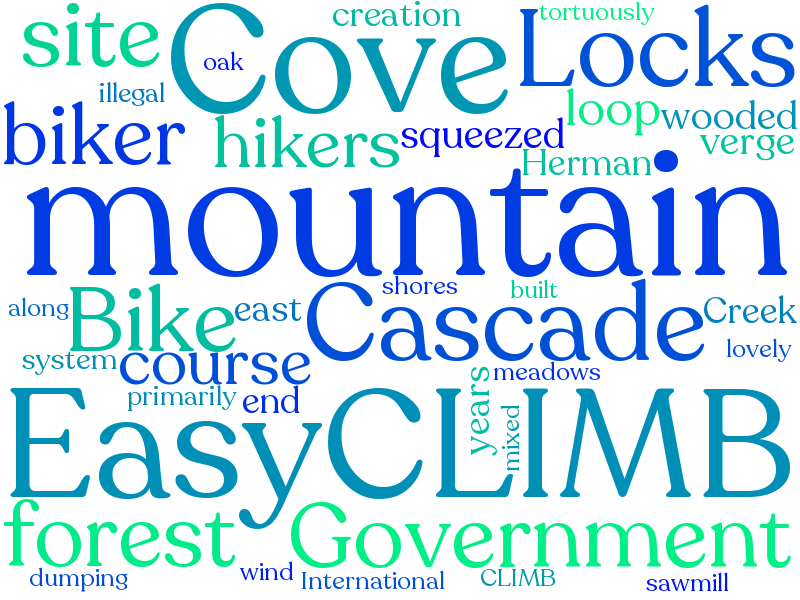 site
Cove
creation
tortuously
Locks
oak
illegal
biker
hikers
squeezed
loop
wooded
verge
Herman
mountain
along
Bike
east
shores
Cascade
built
Creek
lovely
system
course
primarily
end
meadows
years
mixed
EasyCLIMB
forest
Government
dumping
wind
International
CLIMB
sawmill